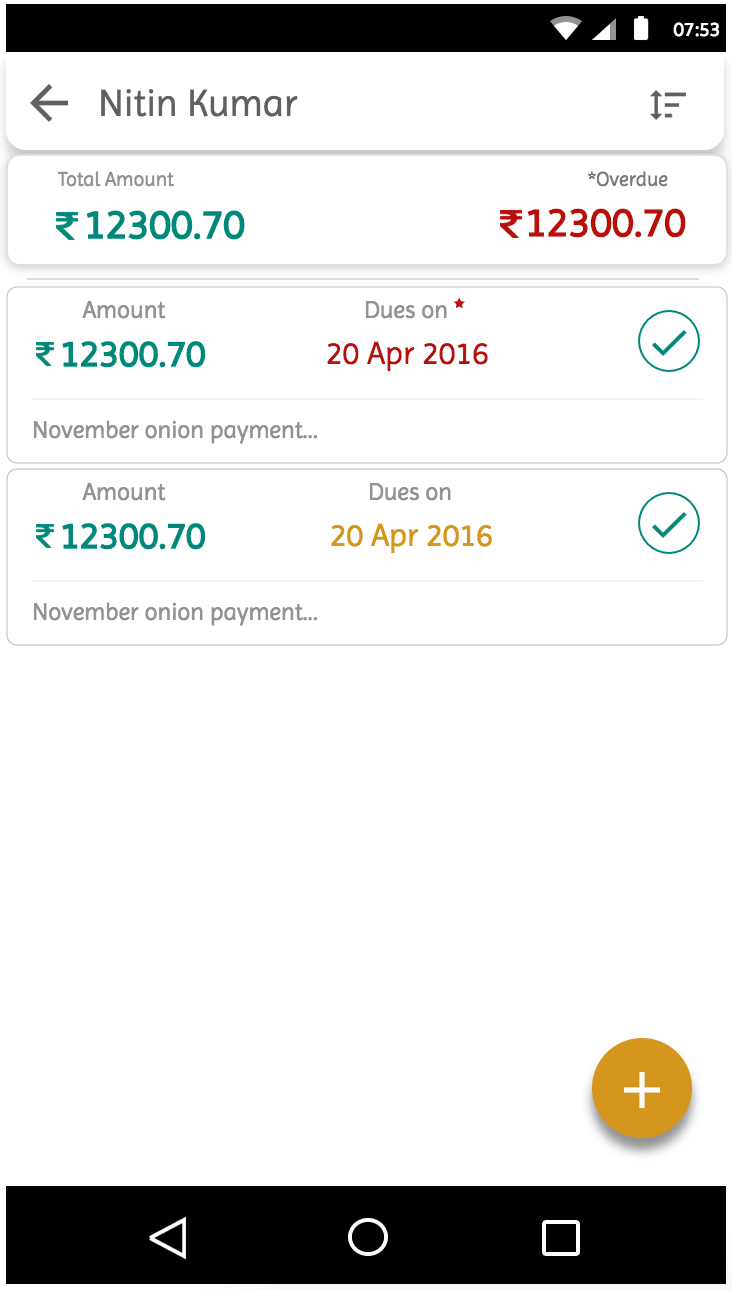 07:53
Nitin Kumar
Total Amount *Overdue
₹ 12300.70 ₹ 12300.70
Amount Dues on *
₹ 12300.70 20 Apr 2016
November onion payment...
Amount Dues on
₹ 12300.70 20 Apr 2016
November onion payment...